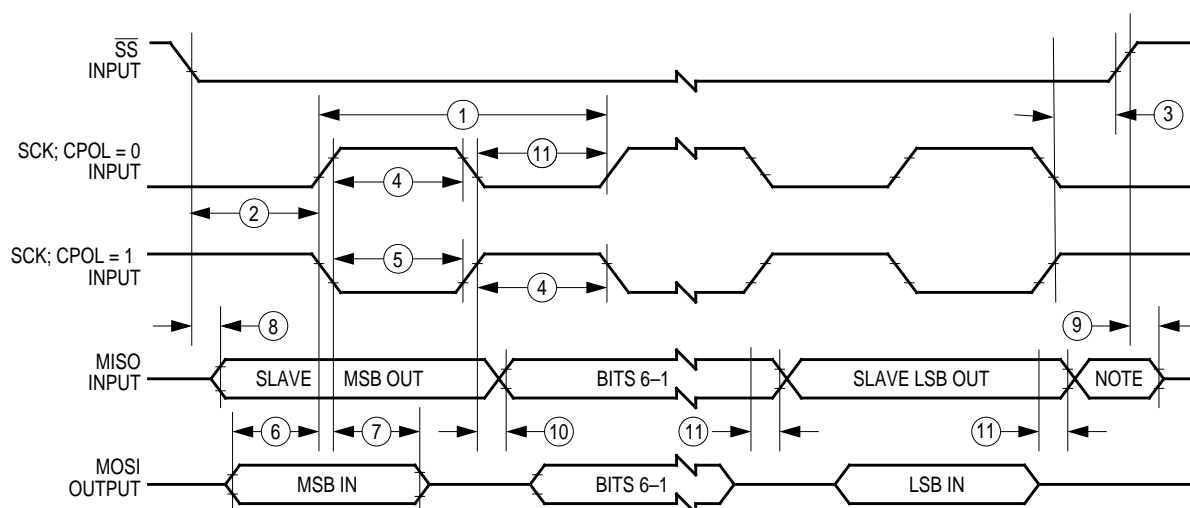 SS
INPUT
1
3
SCK; CPOL = 0
INPUT
11
4
2
SCK; CPOL = 1
INPUT
5
4
8
9
MISO
INPUT
SLAVE MSB OUT
BITS 6–1
SLAVE LSB OUT
NOTE
6
7
10
11
11
MOSI
OUTPUT
MSB IN
BITS 6–1
LSB IN